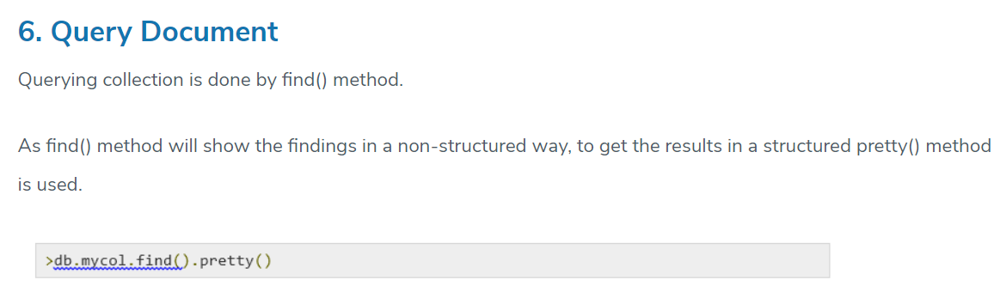 6. Query Document
Querying collection is done by find() method.
As find() method will show the findings in a non-structured way, to get the results in a structured pretty() method
is used.
>db.mycol.find().pretty()